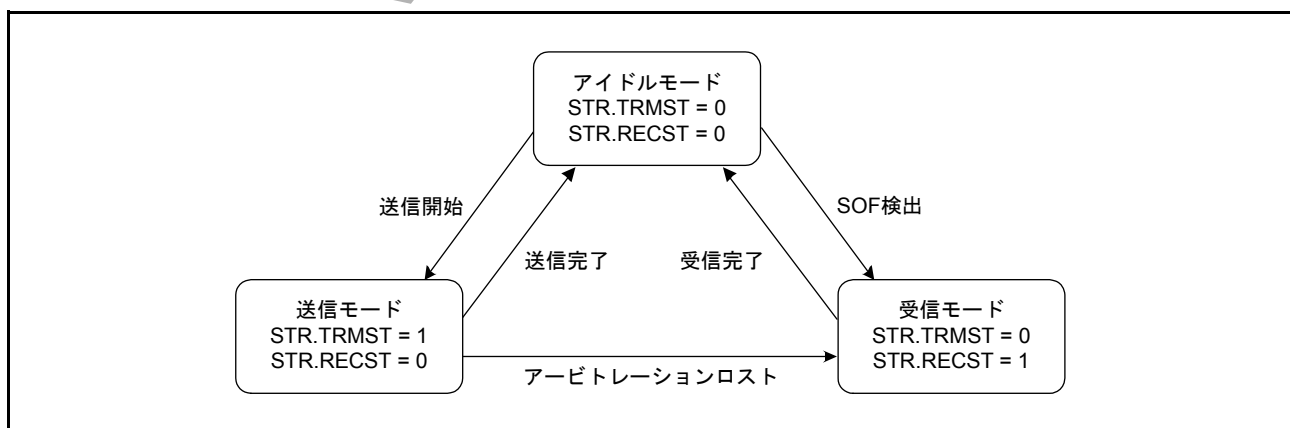 アイドルモード
STR.TRMST = 0
STR.RECST = 0
送信開始
SOF検出
送信完了
受信完了
送信モード
STR.TRMST = 1
STR.RECST = 0
受信モード
STR.TRMST = 0
STR.RECST = 1
アービトレーションロスト